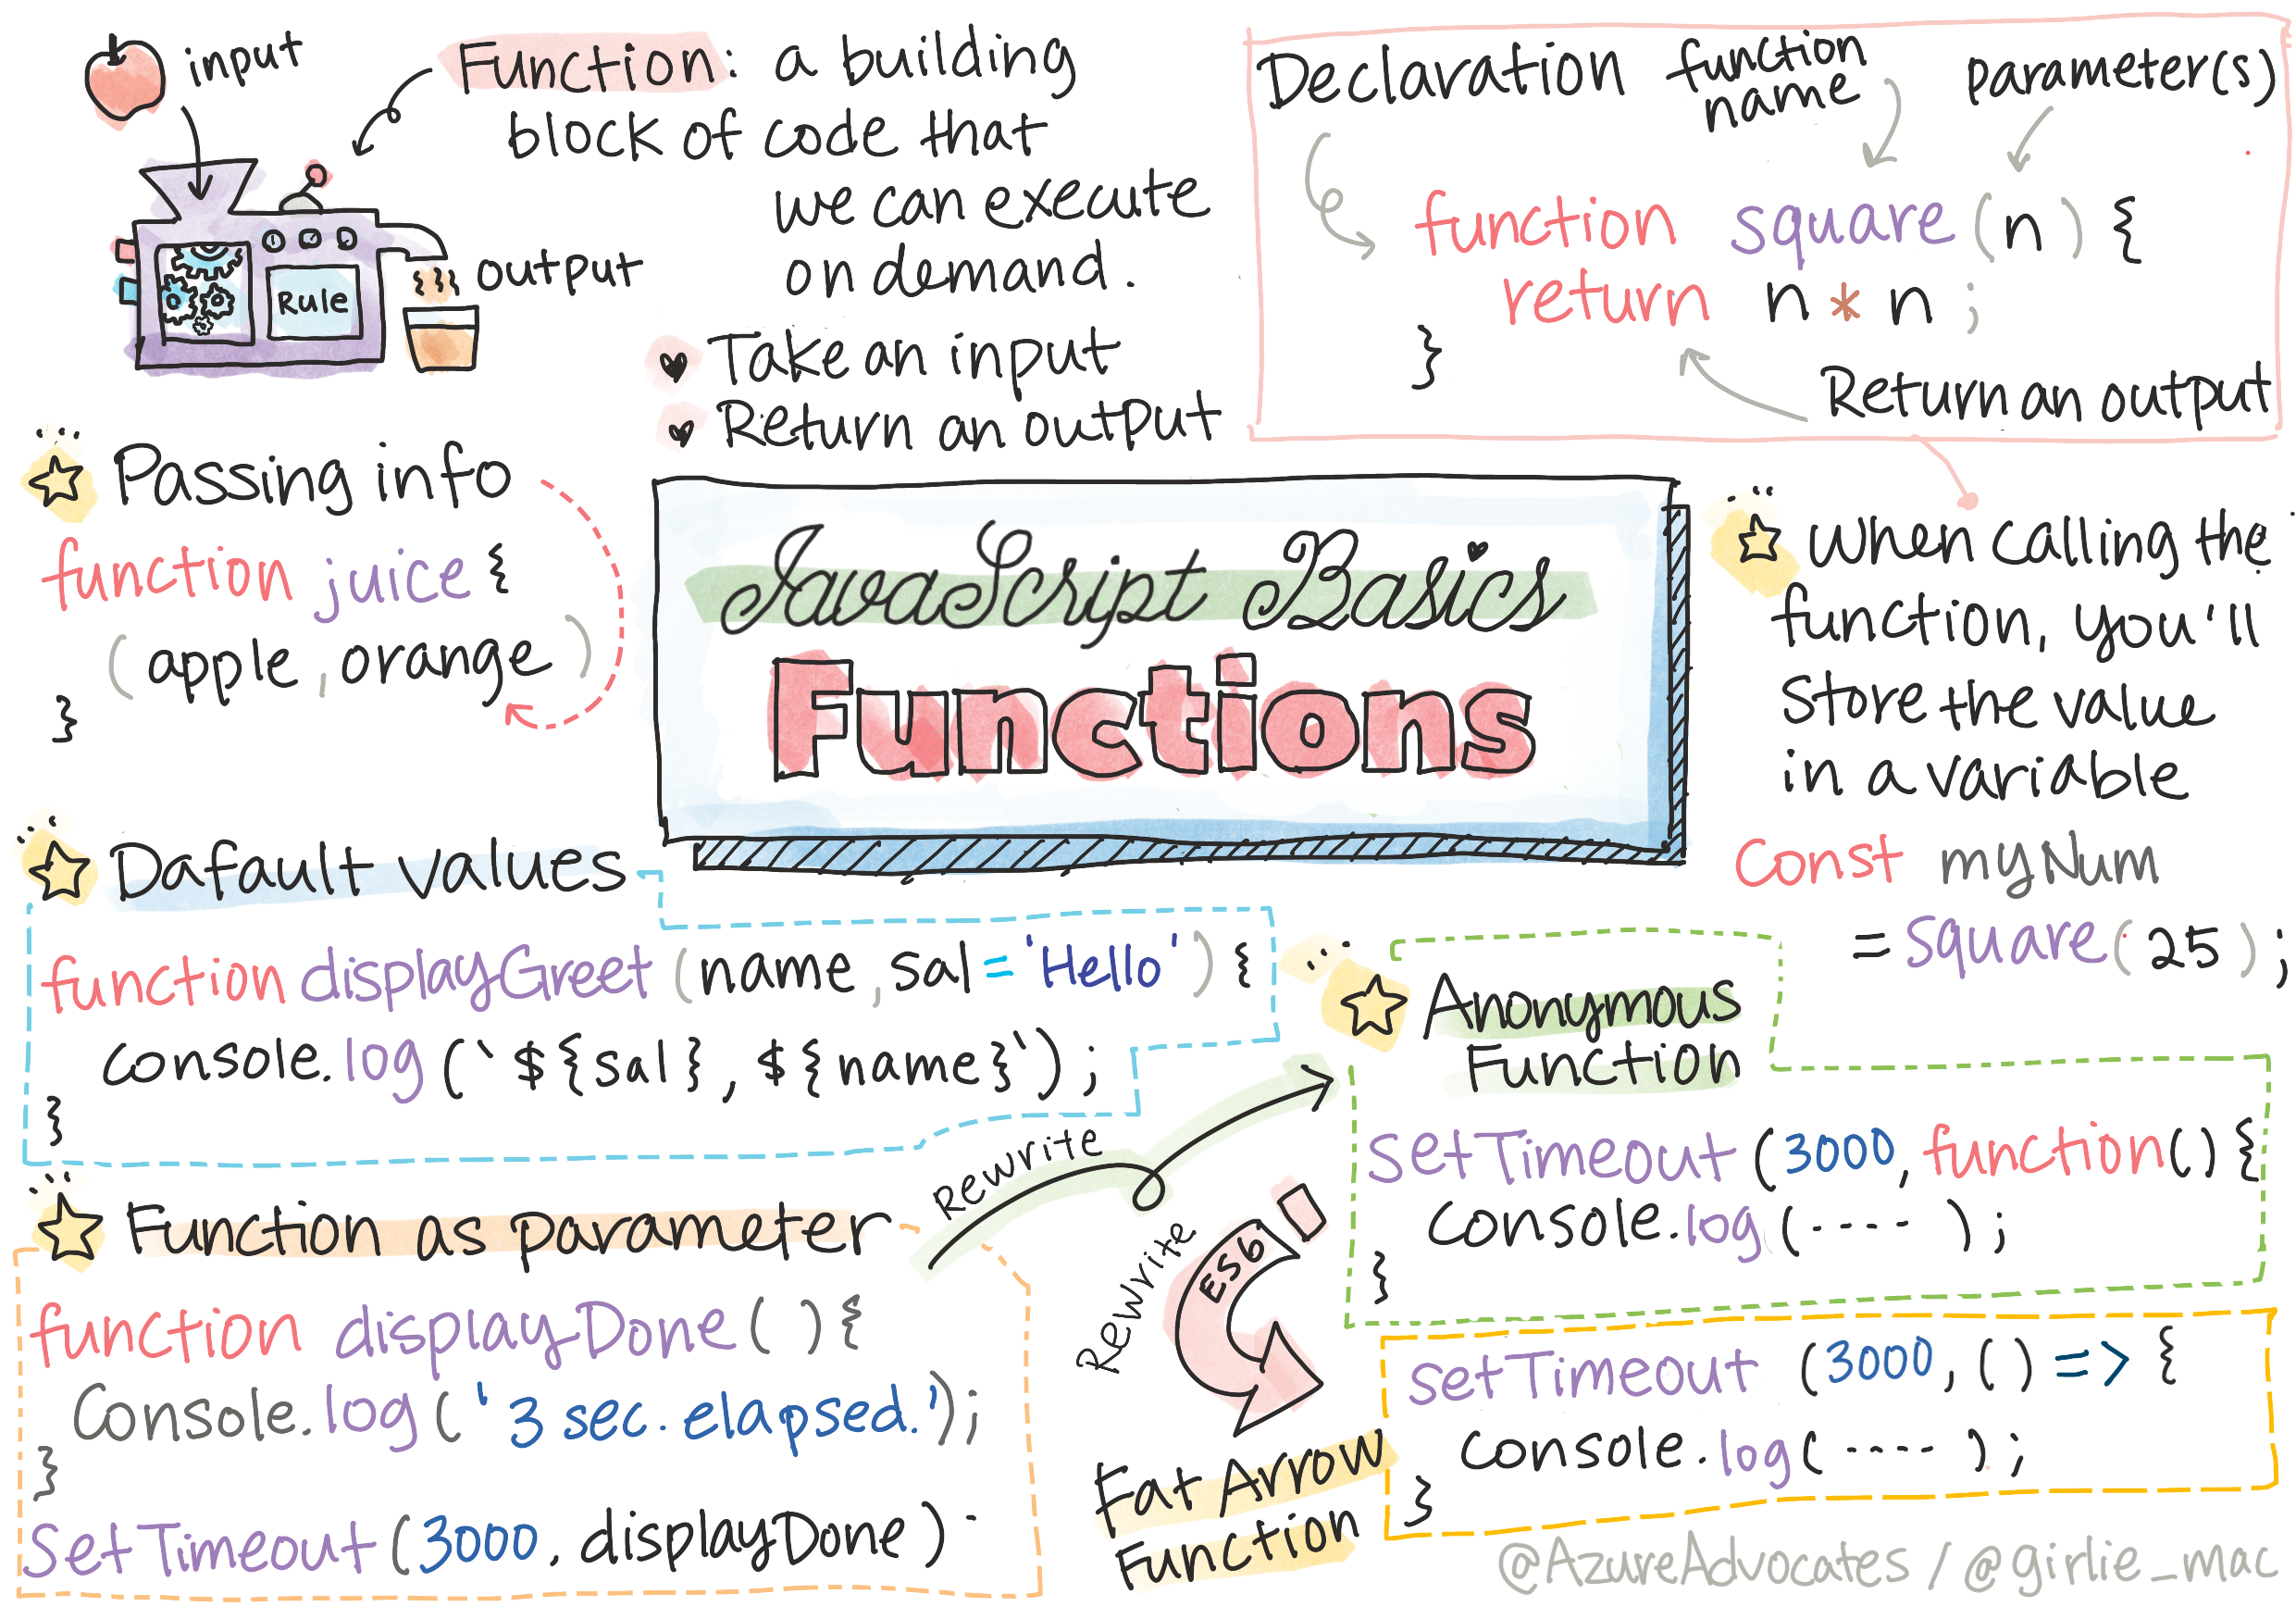 input
Function: a building
block of code that
we can execute
on demand.
output
Rule
Take an input
Return an output
Declaration
function
name
parameter(s)
function square (n) {
return n * n ;
}
Return an output
Passing info
function juice {
( apple , orange )
}
JavaScript Basics
Functions
When calling the
function, you'll
store the value
in a variable
const myNum
= square ( 25 ) ;
Dafault values
function displayGreet ( name , sal = 'Hello' ) {
console.log (`${sal}, ${name}`) ;
}
Function as parameter
function displayDone ( ) {
Console.log ( '3 sec. elapsed.');
}
SetTimeout (3000, displayDone)
Rewrite
Anonymous
Function
setTimeout (3000, function() {
console.log ( ---- ) ;
}
Rewrite
ES6
Fat Arrow
Function
setTimeout (3000, () => {
console.log ( ---- ) ;
}
@AzureAdvocates / @girlie_mac